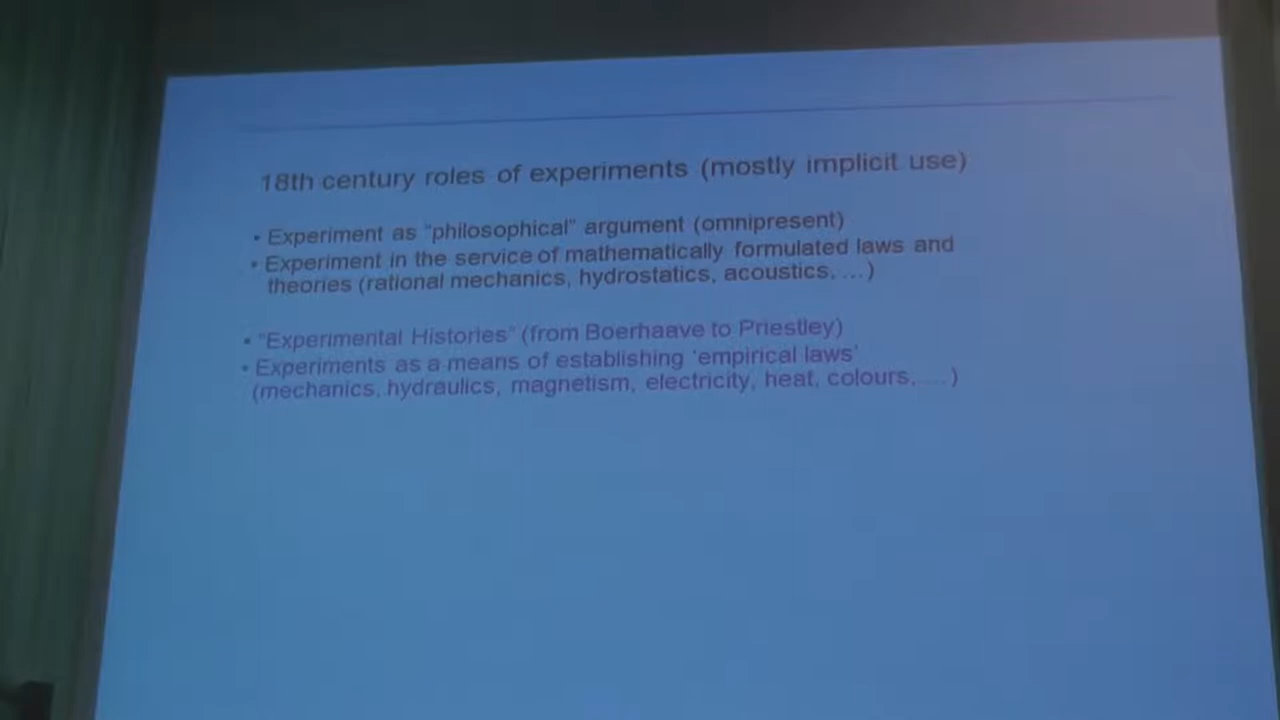 18th century roles of experiments (mostly implicit use)
• Experiment as “philosophical” argument (omnipresent)
• Experiment in the service of mathematically formulated laws and
theories (rational mechanics, hydrostatics, acoustics, ...)
• “Experimental Histories” (from Boerhaave to Priestley)
• Experiments as a means of establishing ‘empirical laws’
(mechanics, hydraulics, magnetism, electricity, heat, colours, ....)